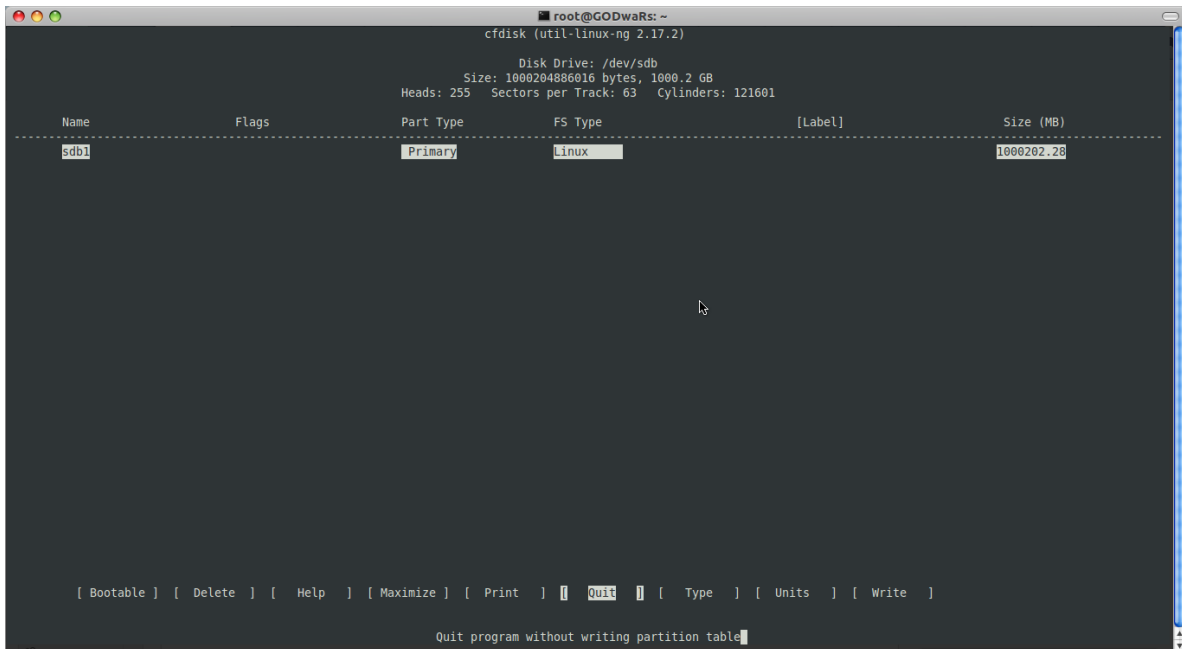 root@GODwaRs: ~
cfdisk (util-linux-ng 2.17.2)
Disk Drive: /dev/sdb
Size: 1000204886016 bytes, 1000.2 GB
Heads: 255   Sectors per Track: 63   Cylinders: 121601
Name Flags Part Type FS Type [Label] Size (MB)
------------------------------------------------------------------------------------------------------------------------------------------------------
sdb1 Primary Linux 1000202.28
[ Bootable ] [ Delete ] [ Help ] [ Maximize ] [ Print ] [ Quit ] [ Type ] [ Units ] [ Write ]
Quit program without writing partition table